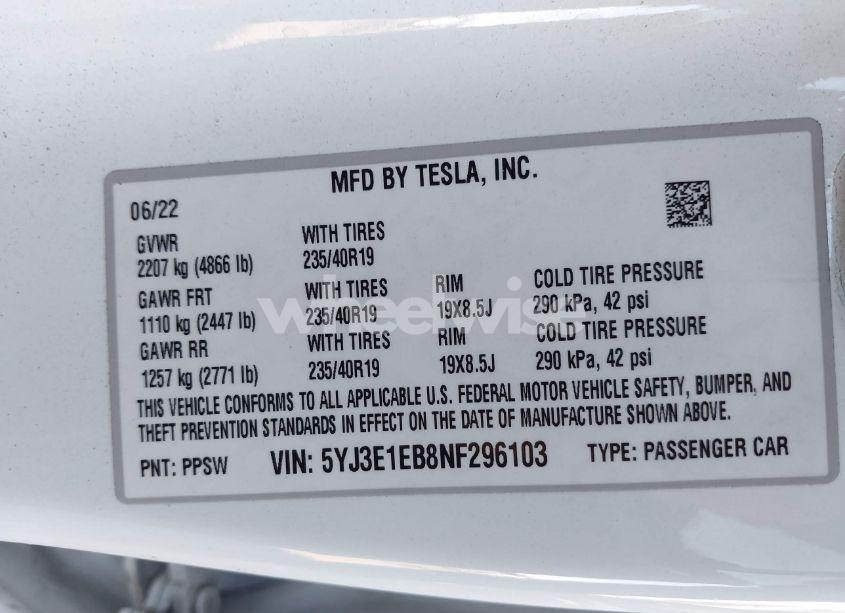 MFD BY TESLA, INC.
06/22
GVWR WITH TIRES
2207 kg (4866 lb) 235/40R19
GAWR FRT WITH TIRES RIM COLD TIRE PRESSURE
1110 kg (2447 lb) 235/40R19 19X8.5J 290 kPa, 42 psi
GAWR RR WITH TIRES RIM COLD TIRE PRESSURE
1257 kg (2771 lb) 235/40R19 19X8.5J 290 kPa, 42 psi
THIS VEHICLE CONFORMS TO ALL APPLICABLE U.S. FEDERAL MOTOR VEHICLE SAFETY, BUMPER, AND
THEFT PREVENTION STANDARDS IN EFFECT ON THE DATE OF MANUFACTURE SHOWN ABOVE.
PNT: PPSW VIN: 5YJ3E1EB8NF296103 TYPE: PASSENGER CAR
wheelwise